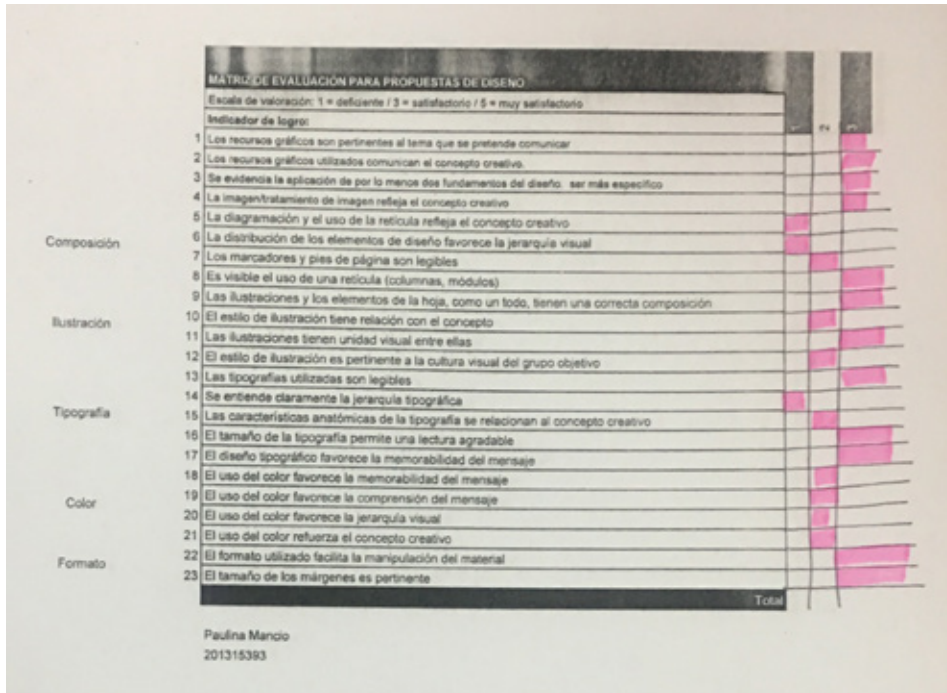 MATRIZ DE EVALUACIÓN PARA PROPUESTAS DE DISEÑO
Escala de valoración: 1 = deficiente / 3 = satisfactorio / 5 = muy satisfactorio
Indicador de logro: 1 2 3
1 Los recursos gráficos son pertinentes al tema que se pretende comunicar
2 Los recursos gráficos utilizados comunican el concepto creativo.
3 Se evidencia la aplicación de por lo menos dos fundamentos del diseño. ser más específico
4 La imagen/tratamiento de imagen refleja el concepto creativo
5 La diagramación y el uso de la retícula refleja el concepto creativo
Composición 6 La distribución de los elementos de diseño favorece la jerarquía visual
7 Los marcadores y pies de página son legibles
8 Es visible el uso de una retícula (columnas, módulos)
9 Las ilustraciones y los elementos de la hoja, como un todo, tienen una correcta composición
Ilustración 10 El estilo de ilustración tiene relación con el concepto
11 Las ilustraciones tienen unidad visual entre ellas
12 El estilo de ilustración es pertinente a la cultura visual del grupo objetivo
13 Las tipografías utilizadas son legibles
14 Se entiende claramente la jerarquía tipográfica
Tipografía 15 Las características anatómicas de la tipografía se relacionan al concepto creativo
16 El tamaño de la tipografía permite una lectura agradable
17 El diseño tipográfico favorece la memorabilidad del mensaje
18 El uso del color favorece la memorabilidad del mensaje
Color 19 El uso del color favorece la comprensión del mensaje
20 El uso del color favorece la jerarquía visual
21 El uso del color refuerza el concepto creativo
Formato 22 El formato utilizado facilita la manipulación del material
23 El tamaño de los márgenes es pertinente
Total
Paulina Mancio
201315393